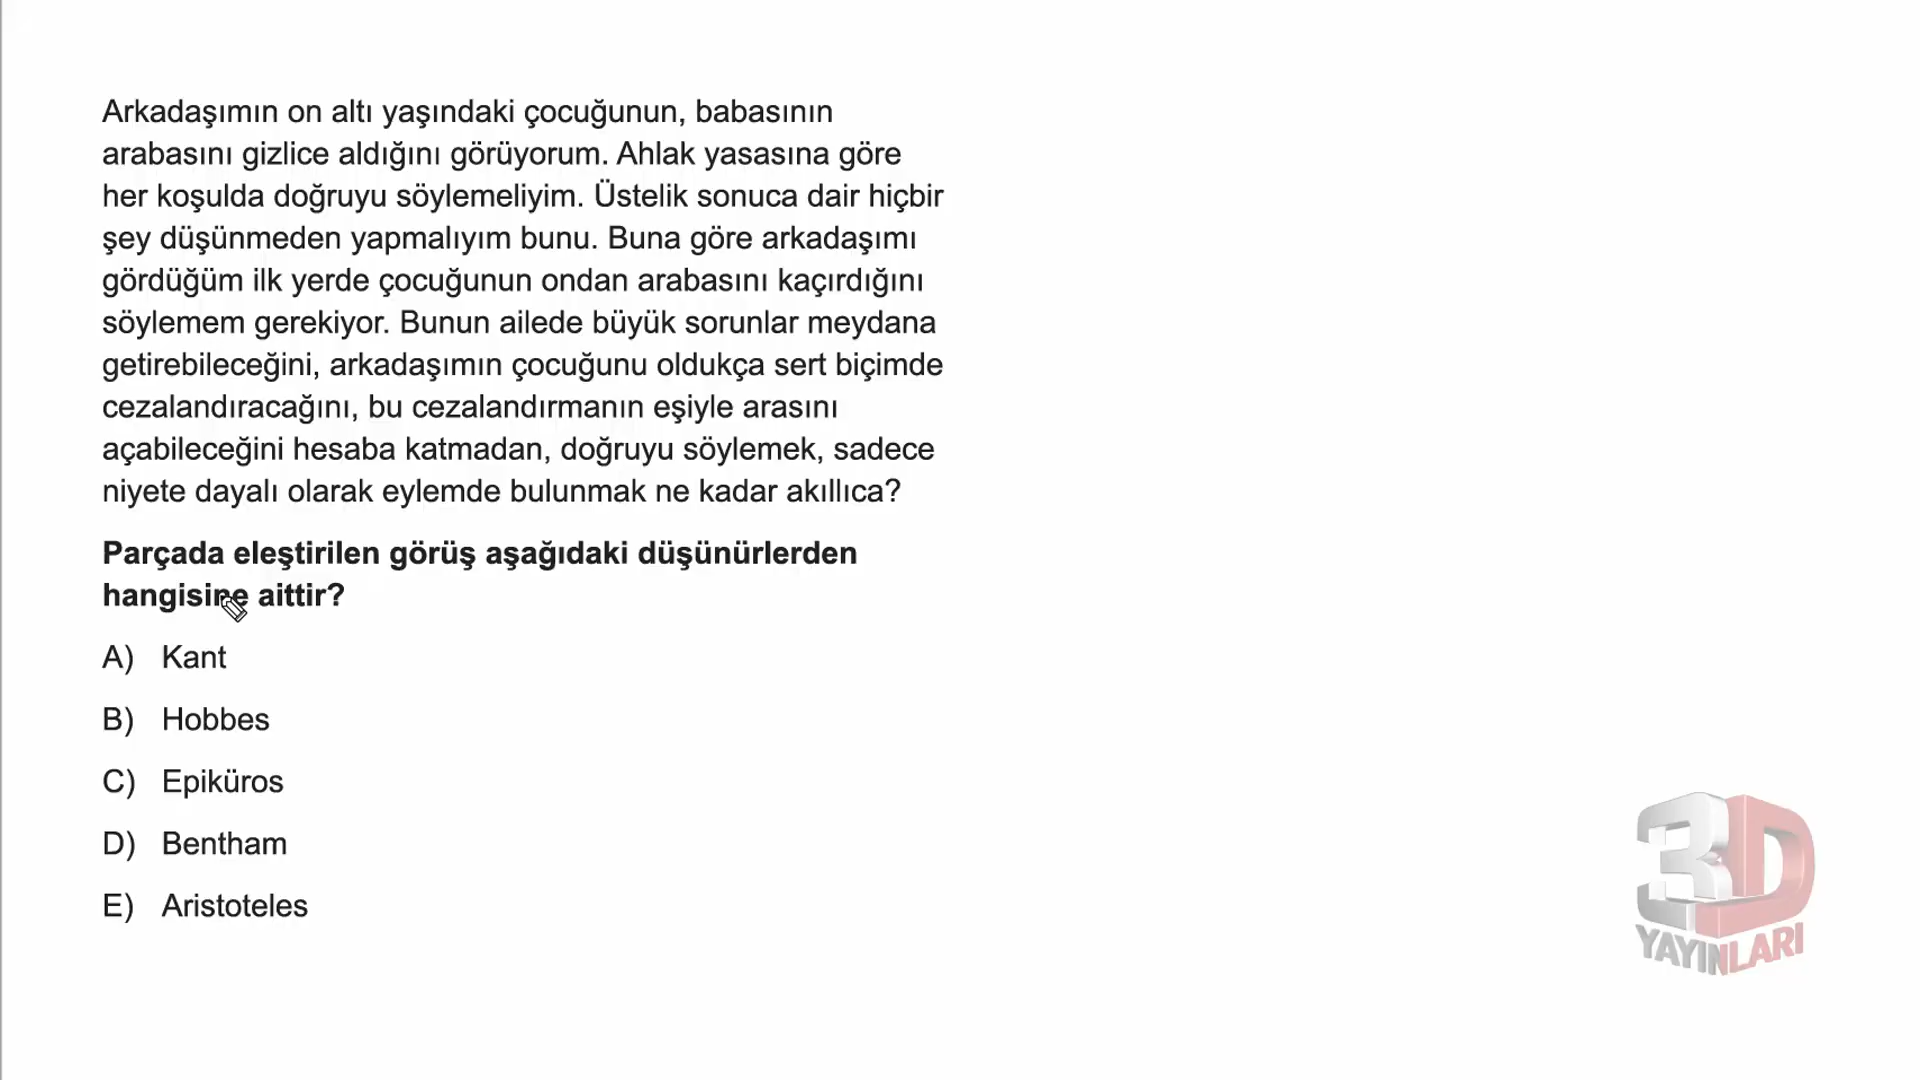 Arkadaşımın on altı yaşındaki çocuğunun, babasının
arabasını gizlice aldığını görüyorum. Ahlak yasasına göre
her koşulda doğruyu söylemeliyim. Üstelik sonuca dair hiçbir
şey düşünmeden yapmalıyım bunu. Buna göre arkadaşımı
gördüğüm ilk yerde çocuğunun ondan arabasını kaçırdığını
söylemem gerekiyor. Bunun ailede büyük sorunlar meydana
getirebileceğini, arkadaşımın çocuğunu oldukça sert biçimde
cezalandıracağını, bu cezalandırmanın eşiyle arasını
açabileceğini hesaba katmadan, doğruyu söylemek, sadece
niyete dayalı olarak eylemde bulunmak ne kadar akıllıca?
Parçada eleştirilen görüş aşağıdaki düşünürlerden
hangisine aittir?
A) Kant
B) Hobbes
C) Epiküros
D) Bentham
E) Aristoteles
3D
YAYINLARI